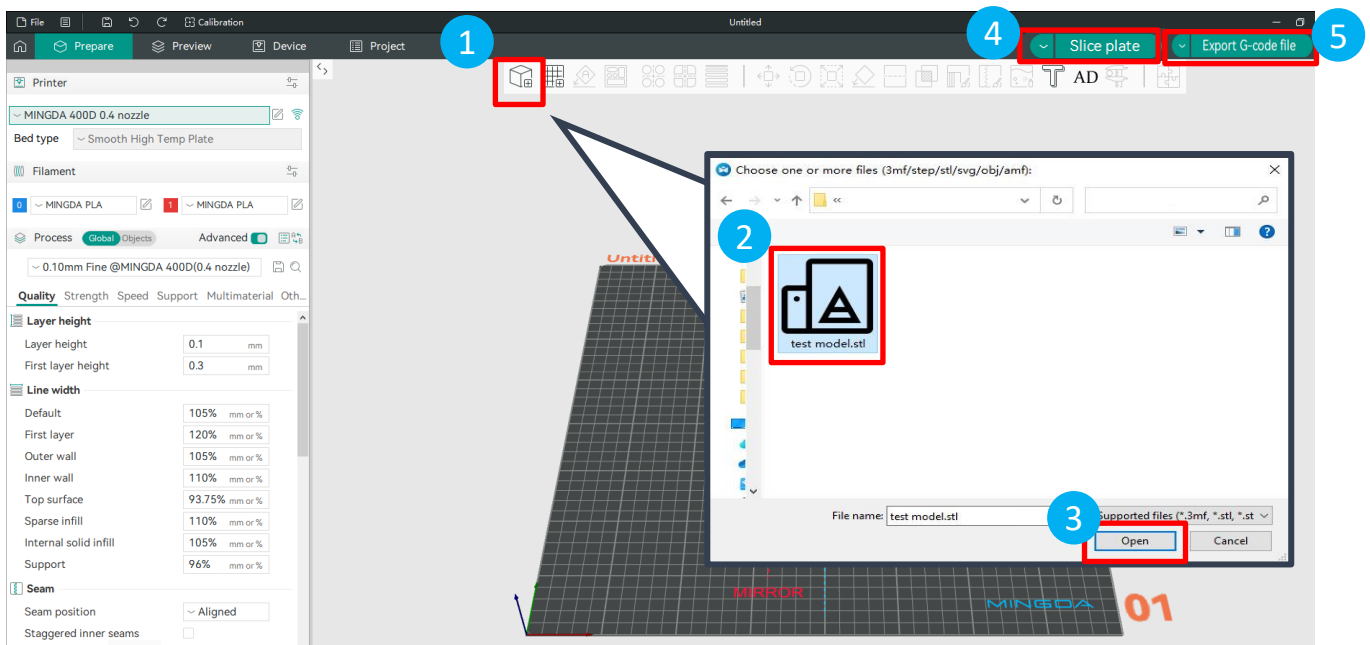 File
Calibration
Untitled
Prepare
Preview
Device
Project
1
4
Slice plate
Export G-code file
5
Printer
MINGDA 400D 0.4 nozzle
Bed type
Smooth High Temp Plate
Filament
0
MINGDA PLA
1
MINGDA PLA
Process
Global
Objects
Advanced
0.10mm Fine @MINGDA 400D(0.4 nozzle)
Quality Strength Speed Support Multimaterial Oth...
Layer height
Layer height 0.1 mm
First layer height 0.3 mm
Line width
Default 105% mm or %
First layer 120% mm or %
Outer wall 105% mm or %
Inner wall 110% mm or %
Top surface 93.75% mm or %
Sparse infill 110% mm or %
Internal solid infill 105% mm or %
Support 96% mm or %
Seam
Seam position Aligned
Staggered inner seams
AD
Choose one or more files (3mf/step/stl/svg/obj/amf):
«
2
test model.stl
File name: test model.stl
3
Supported files (*.3mf, *.stl, *.st
Open
Cancel
Untitl
MIRROR
MINGDA
01